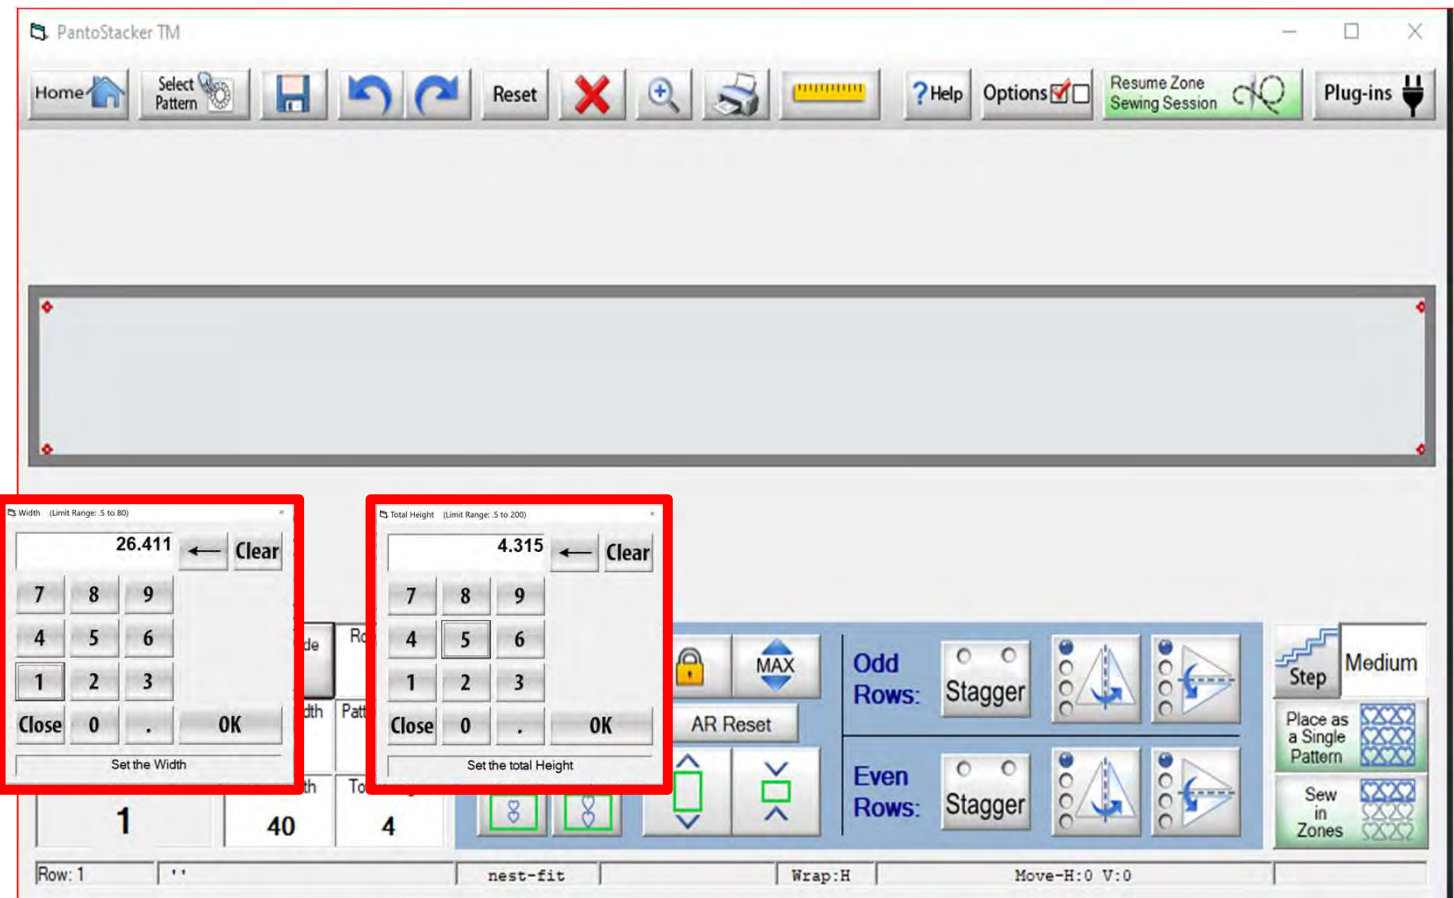 PantoStacker TM
Home
Select
Pattern
Reset
?Help
Options
Resume Zone
Sewing Session
Plug-ins
Width (Limit Range: .5 to 80)
26.411
Clear
7 8 9
4 5 6
1 2 3
Close 0 . OK
Set the Width
Total Height (Limit Range: .5 to 200)
4.315
Clear
7 8 9
4 5 6
1 2 3
Close 0 . OK
Set the total Height
MAX
AR Reset
Odd
Rows:
Stagger
Even
Rows:
Stagger
Step
Medium
Place as
a Single
Pattern
Sew
in
Zones
1
40
4
Row: 1
' '
nest-fit
Wrap:H
Move-H:0 V:0